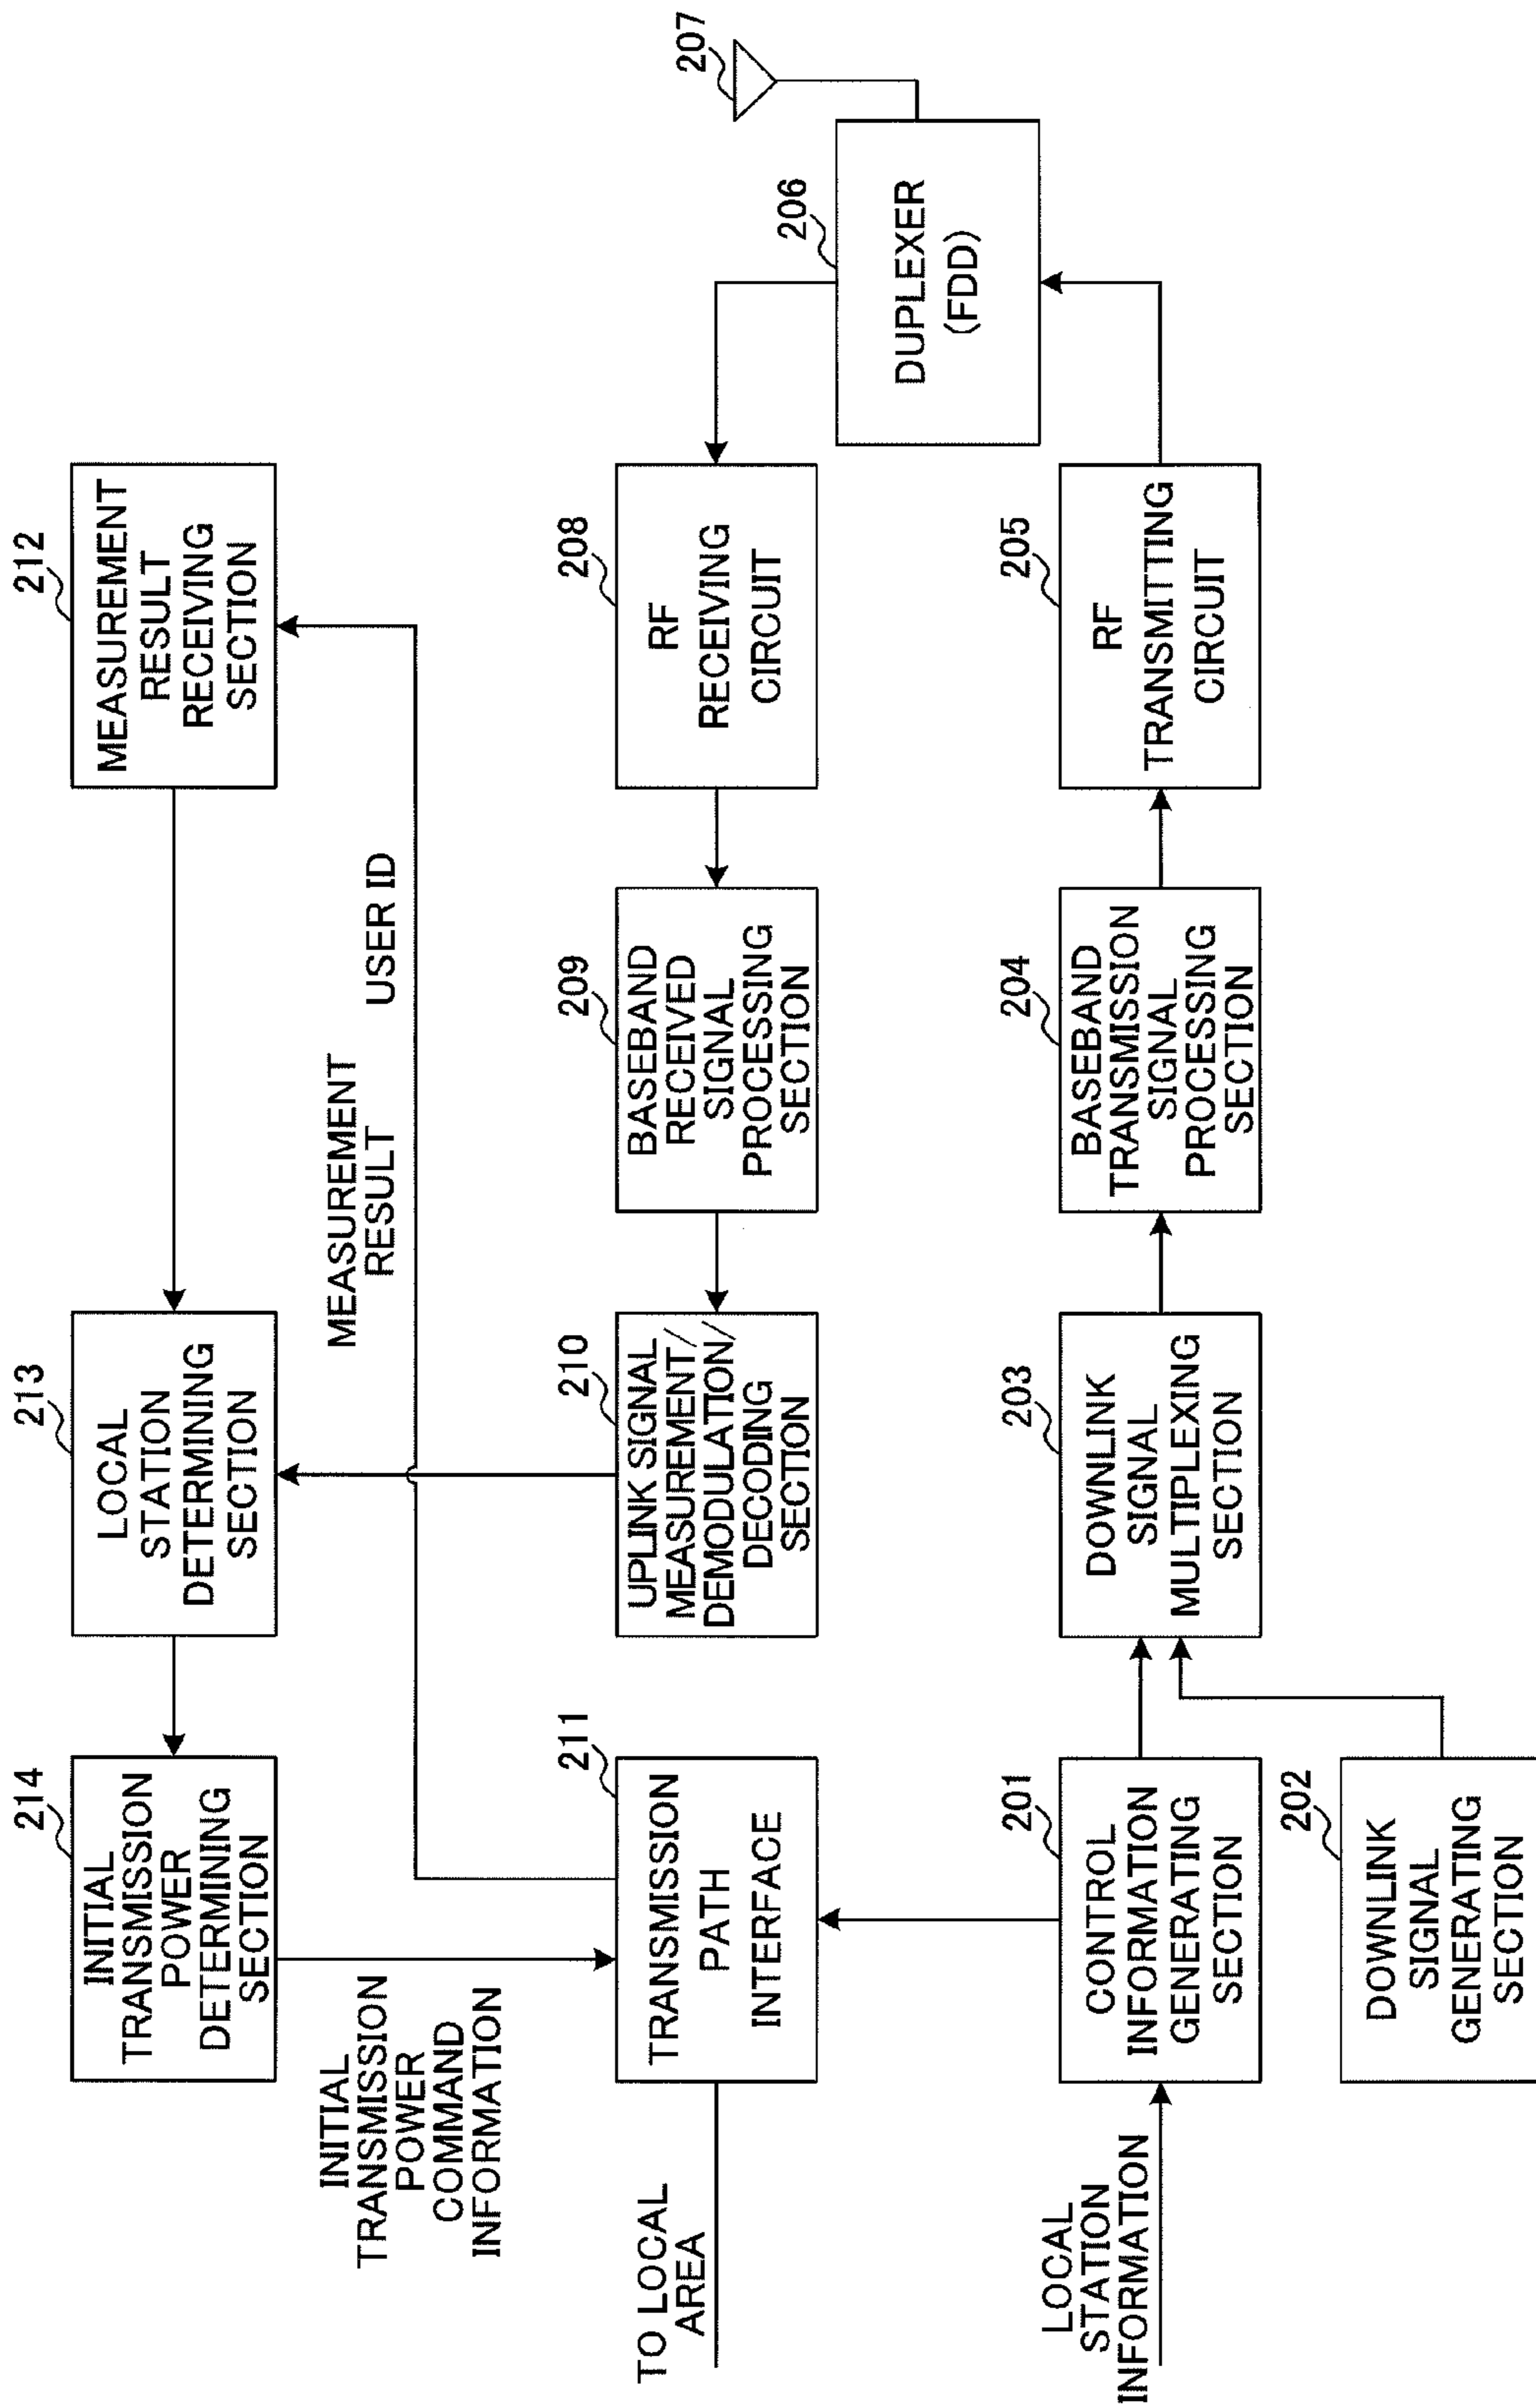 214
INITIAL
TRANSMISSION
POWER
DETERMINING
SECTION
213
LOCAL
STATION
DETERMINING
SECTION
212
MEASUREMENT
RESULT
RECEIVING
SECTION
INITIAL
TRANSMISSION
POWER
COMMAND
INFORMATION
MEASUREMENT
RESULT
USER ID
TO LOCAL
AREA
211
TRANSMISSION
PATH
INTERFACE
210
UPLINK SIGNAL
MEASUREMENT/
DEMODULATION/
DECODING
SECTION
209
BASEBAND
RECEIVED
SIGNAL
PROCESSING
SECTION
208
RF
RECEIVING
CIRCUIT
207
206
DUPLEXER
(FDD)
LOCAL
STATION
INFORMATION
201
CONTROL
INFORMATION
GENERATING
SECTION
203
DOWNLINK
SIGNAL
MULTIPLEXING
SECTION
204
BASEBAND
TRANSMISSION
SIGNAL
PROCESSING
SECTION
205
RF
TRANSMITTING
CIRCUIT
202
DOWNLINK
SIGNAL
GENERATING
SECTION